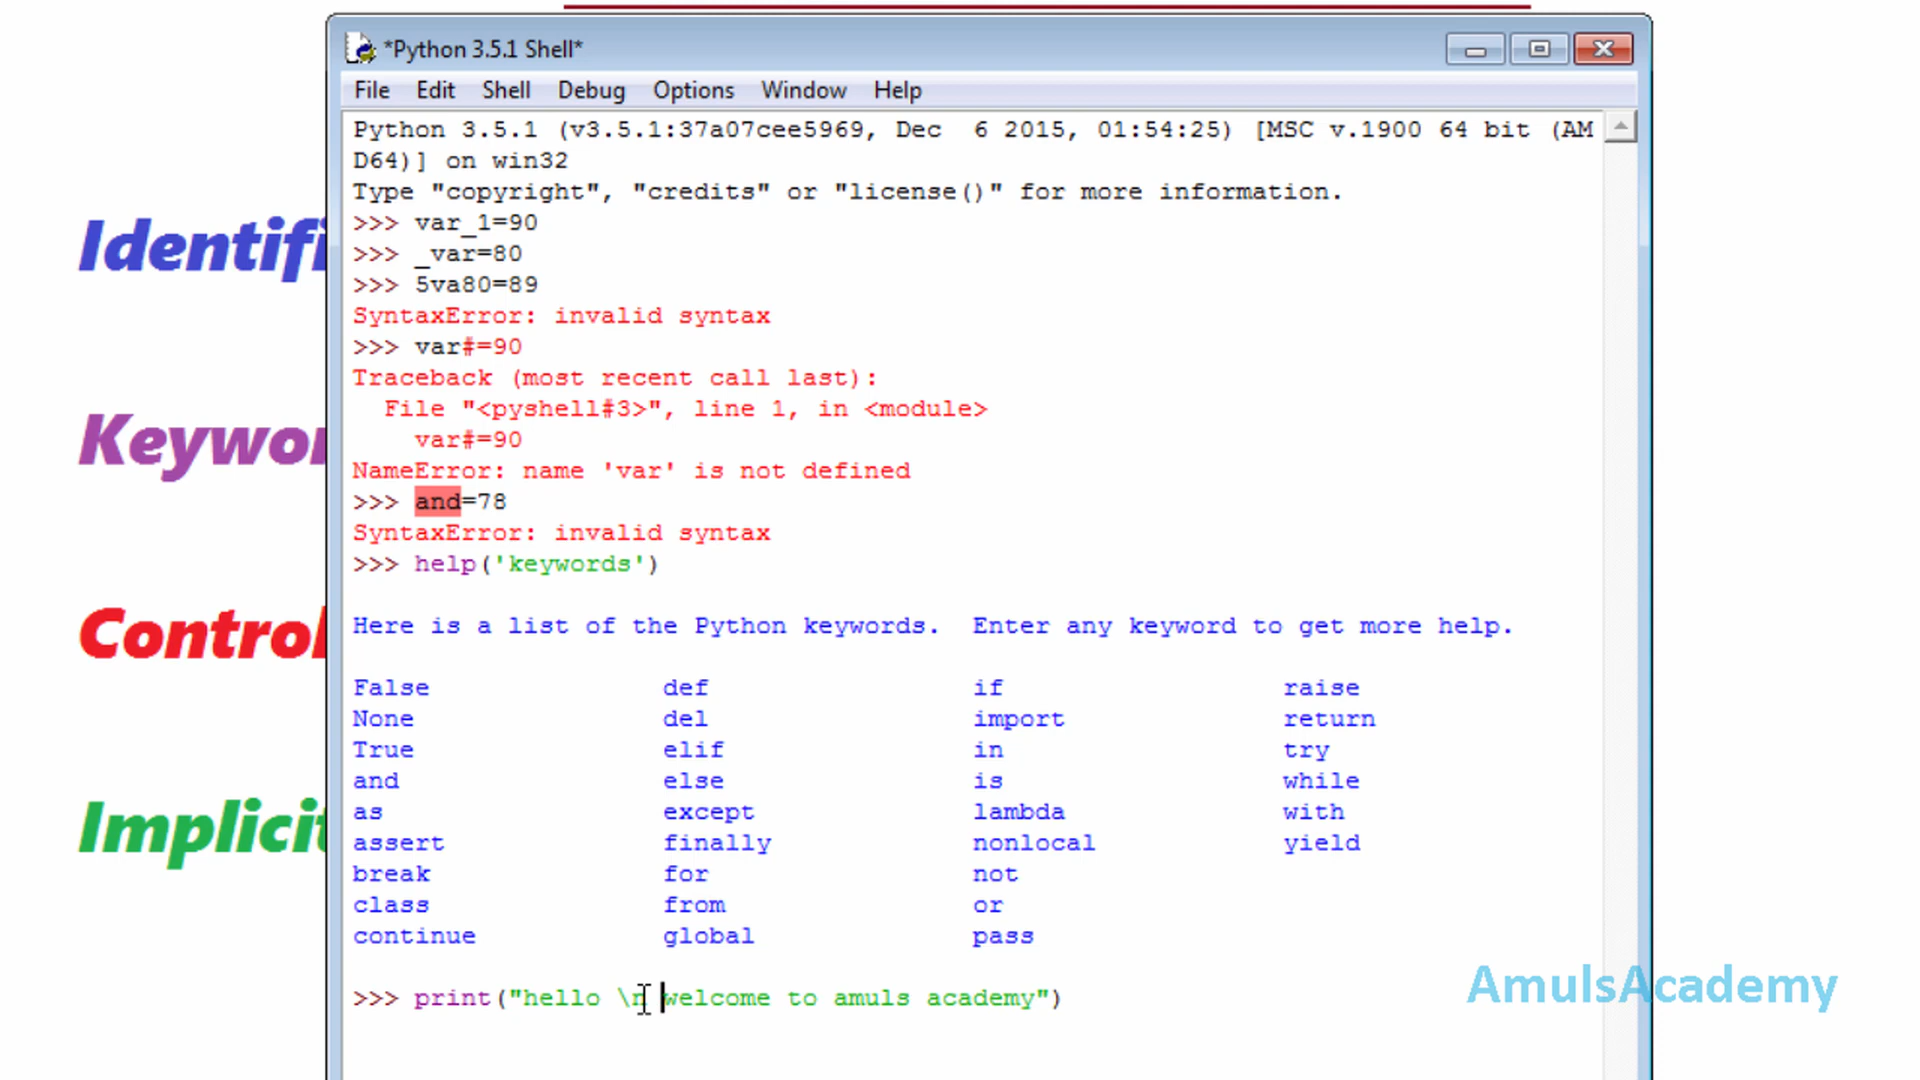 *Python 3.5.1 Shell*
File Edit Shell Debug Options Window Help
Python 3.5.1 (v3.5.1:37a07cee5969, Dec  6 2015, 01:54:25) [MSC v.1900 64 bit (AM
D64)] on win32
Type "copyright", "credits" or "license()" for more information.
>>> var_1=90
>>> _var=80
>>> 5va80=89
SyntaxError: invalid syntax
>>> var#=90
Traceback (most recent call last):
  File "<pyshell#3>", line 1, in <module>
    var#=90
NameError: name 'var' is not defined
>>> and=78
SyntaxError: invalid syntax
>>> help('keywords')
Here is a list of the Python keywords.  Enter any keyword to get more help.
False def if raise
None del import return
True elif in try
and else is while
as except lambda with
assert finally nonlocal yield
break for not
class from or
continue global pass
>>> print("hello \n welcome to amuls academy")
Identifi
Keywor
Control
Implicit
AmulsAcademy